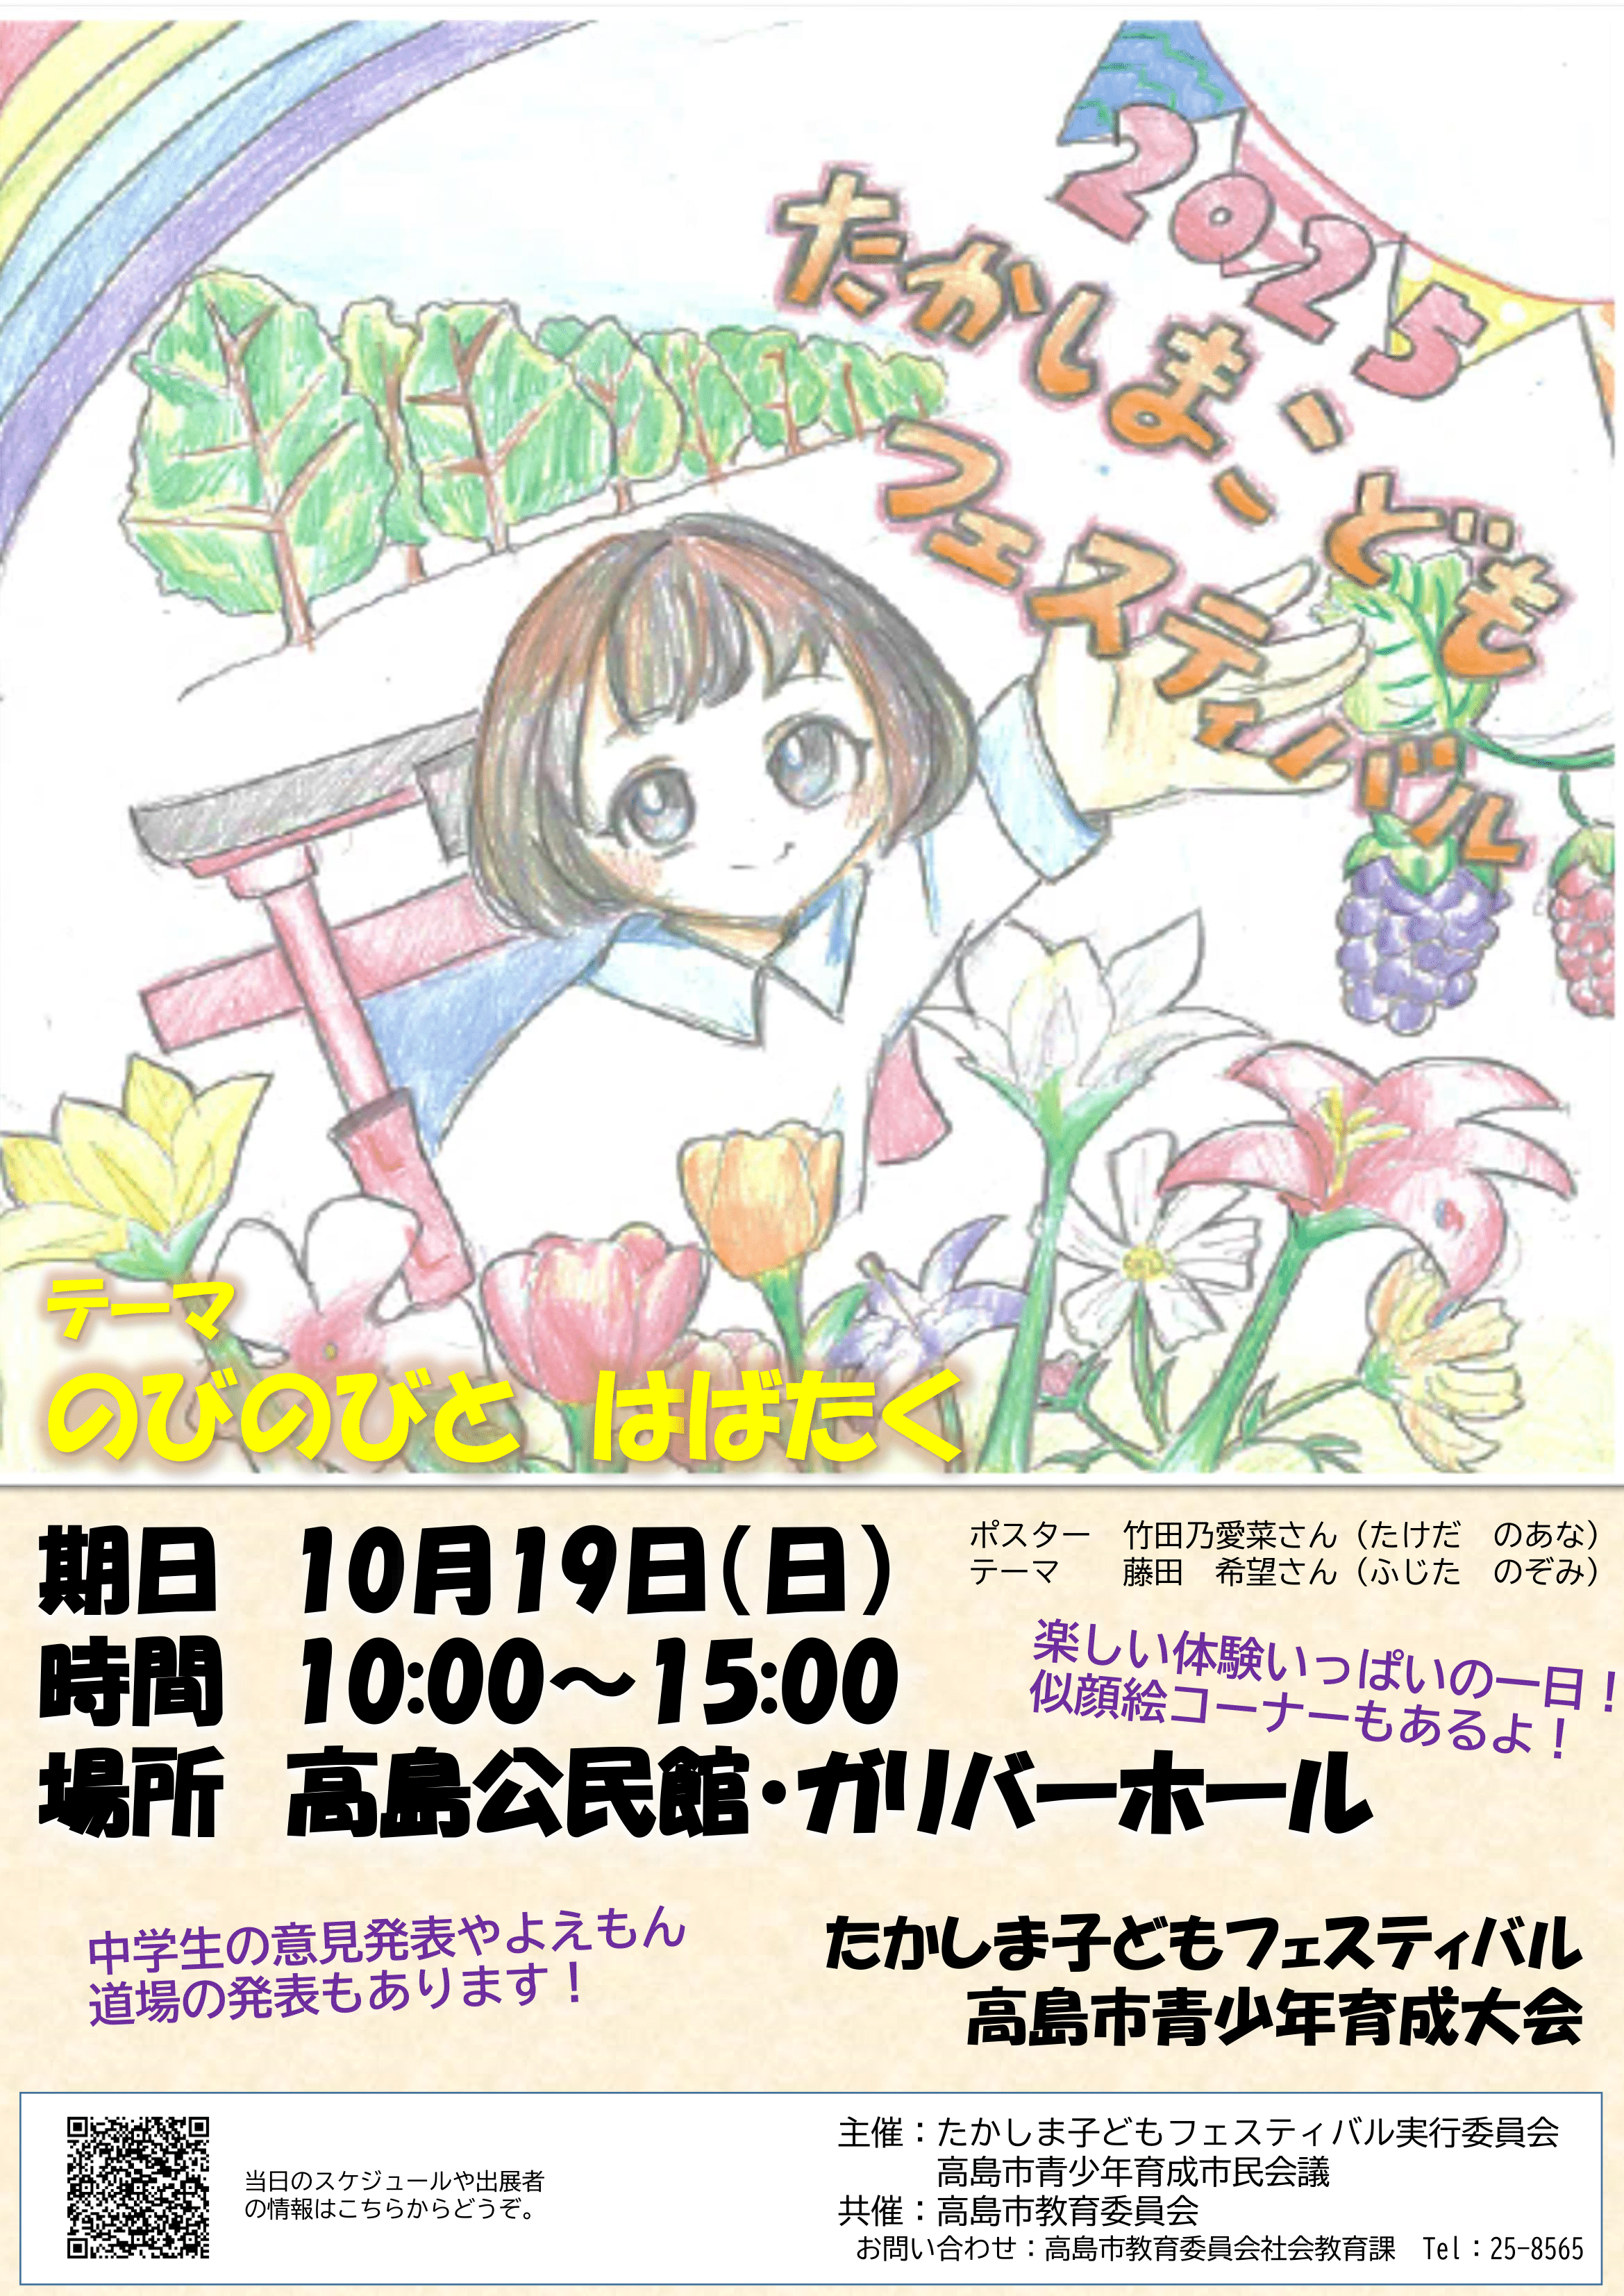 2025
たかしまこども
フェスティバル
テーマ
のびのびと　はばたく
期日　10月19日(日)
時間　10:00～15:00
場所　高島公民館・ガリバーホール
ポスター　竹田乃愛菜さん（たけだ　のあな）
テーマ　　藤田　希望さん（ふじた　のぞみ）
楽しい体験いっぱいの一日！
似顔絵コーナーもあるよ！
中学生の意見発表やよえもん
道場の発表もあります！
たかしま子どもフェスティバル
高島市青少年育成大会
当日のスケジュールや出展者
の情報はこちらからどうぞ。
主催：たかしま子どもフェスティバル実行委員会
高島市青少年育成市民会議
共催：高島市教育委員会
お問い合わせ：高島市教育委員会社会教育課　Tel：25-8565